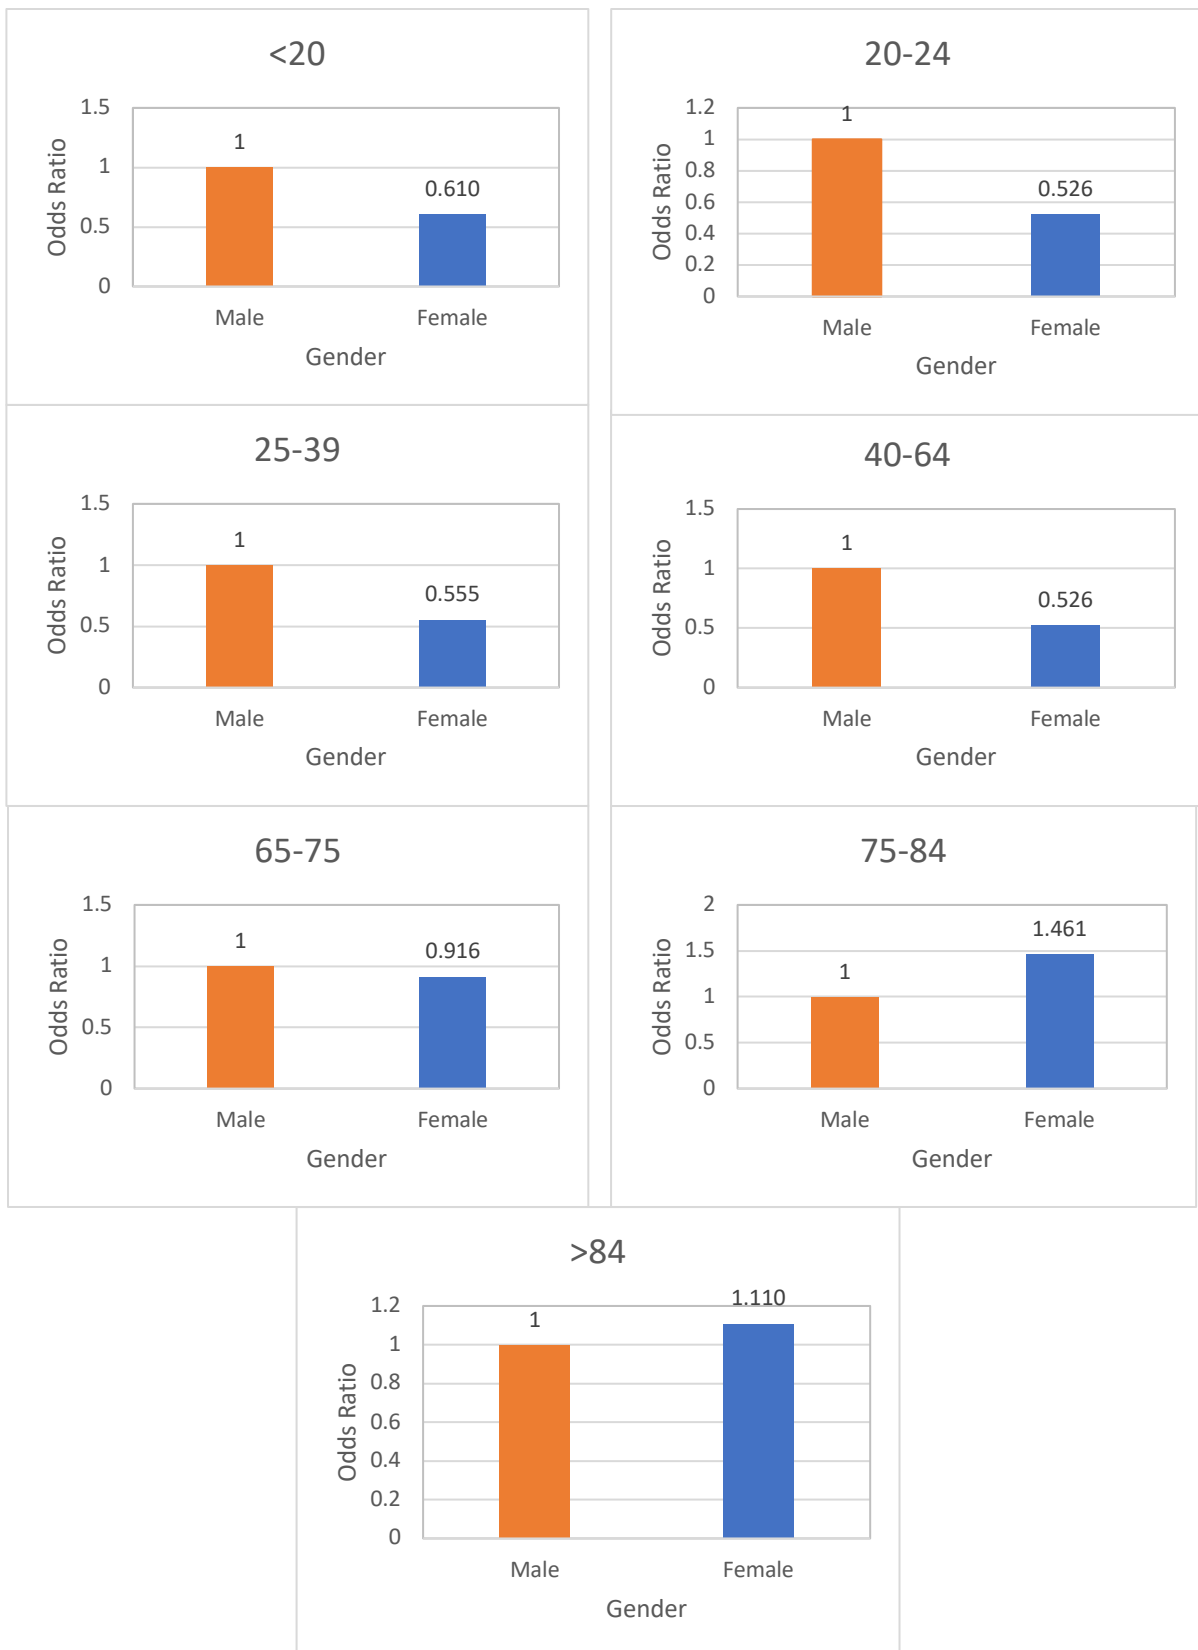 <20
1.5
1
0.5
0
Odds Ratio
1
0.610
Male Female
Gender
20-24
1.2
1
0.8
0.6
0.4
0.2
0
Odds Ratio
1
0.526
Male Female
Gender
25-39
1.5
1
0.5
0
Odds Ratio
1
0.555
Male Female
Gender
40-64
1.5
1
0.5
0
Odds Ratio
1
0.526
Male Female
Gender
65-75
1.5
1
0.5
0
Odds Ratio
1
0.916
Male Female
Gender
75-84
2
1.5
1
0.5
0
Odds Ratio
1
1.461
Male Female
Gender
>84
1.2
1
0.8
0.6
0.4
0.2
0
Odds Ratio
1
1.110
Male Female
Gender